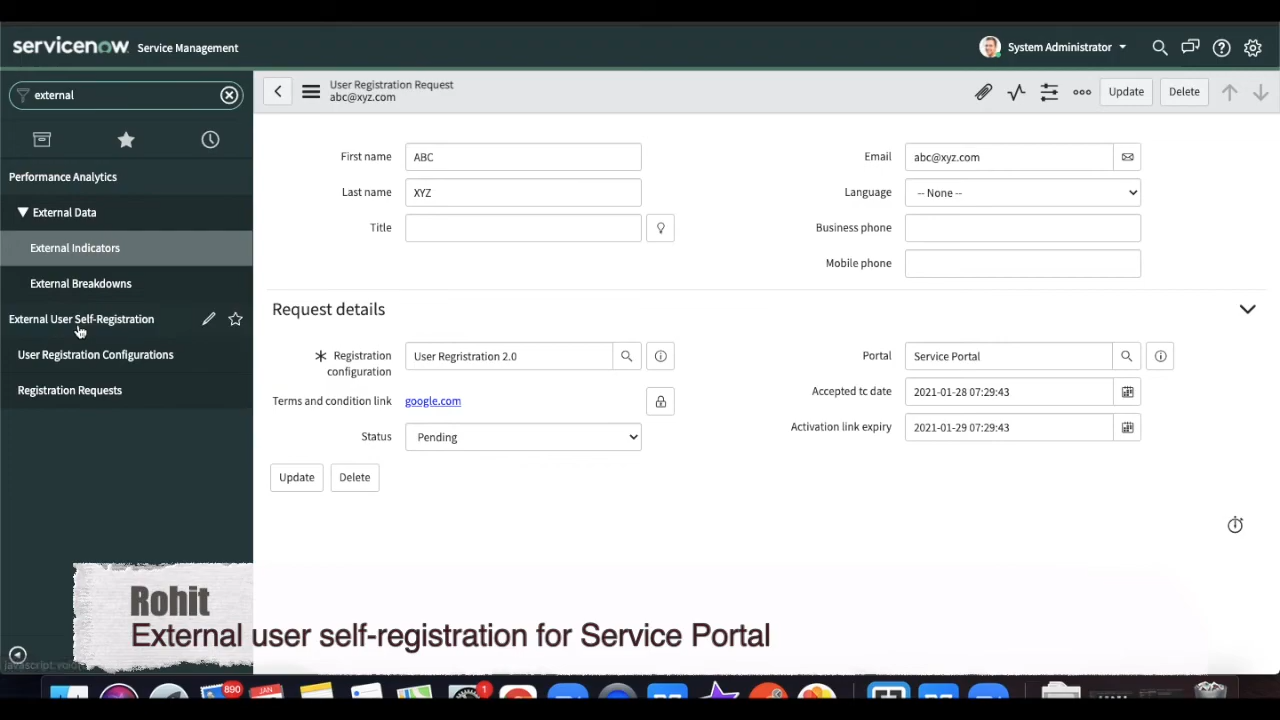 servicenow Service Management
System Administrator
external
User Registration Request
abc@xyz.com
Update
Delete
Performance Analytics
External Data
External Indicators
External Breakdowns
External User Self-Registration
User Registration Configurations
Registration Requests
First name ABC
Last name XYZ
Title
Email abc@xyz.com
Language -- None --
Business phone
Mobile phone
Request details
Registration configuration User Regristration 2.0
Terms and condition link google.com
Status Pending
Portal Service Portal
Accepted tc date 2021-01-28 07:29:43
Activation link expiry 2021-01-29 07:29:43
Update Delete
Rohit
External user self-registration for Service Portal
890
JAN
1